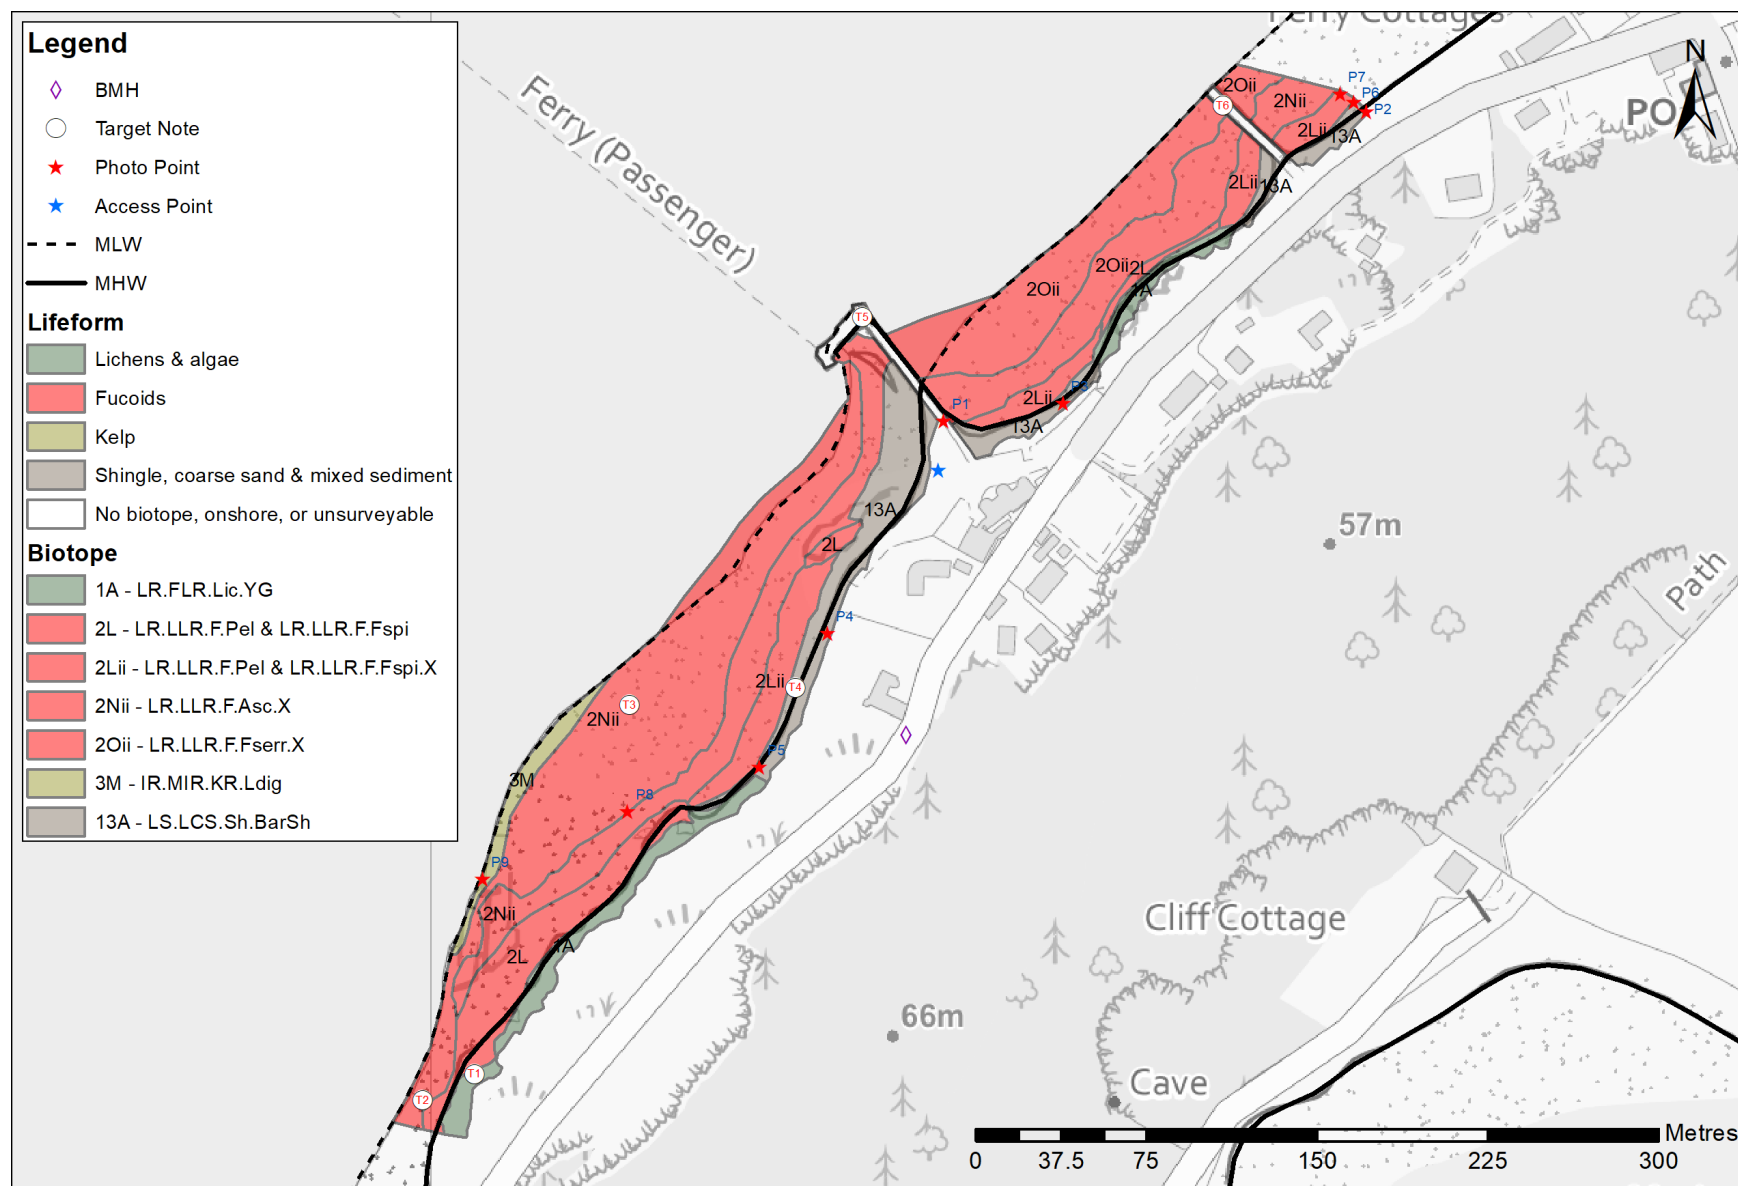 Legend
BMH
Target Note
Photo Point
Access Point
MLW
MHW
Lifeform
Lichens & algae
Fucoids
Kelp
Shingle, coarse sand & mixed sediment
No biotope, onshore, or unsurveyable
Biotope
1A - LR.FLR.Lic.YG
2L - LR.LLR.F.Pel & LR.LLR.F.Fspi
2Lii - LR.LLR.F.Pel & LR.LLR.F.Fspi.X
2Nii - LR.LLR.F.Asc.X
2Oii - LR.LLR.F.Fserr.X
3M - IR.MIR.KR.Ldig
13A - LS.LCS.Sh.BarSh
Ferry Cottages
N
PO
Ferry (Passenger)
2Oii
2Nii
P7
P6
P2
T6
2Lii
13A
2Lii
13A
2Oii
2L
2Oii
1A
T5
P3
2Lii
P1
13A
13A
2L
57m
Path
P4
2Lii
T4
T3
2Nii
P5
3M
P8
P9
2Nii
1A
2L
Cliff Cottage
66m
T1
T2
Cave
Metres
0
37.5
75
150
225
300